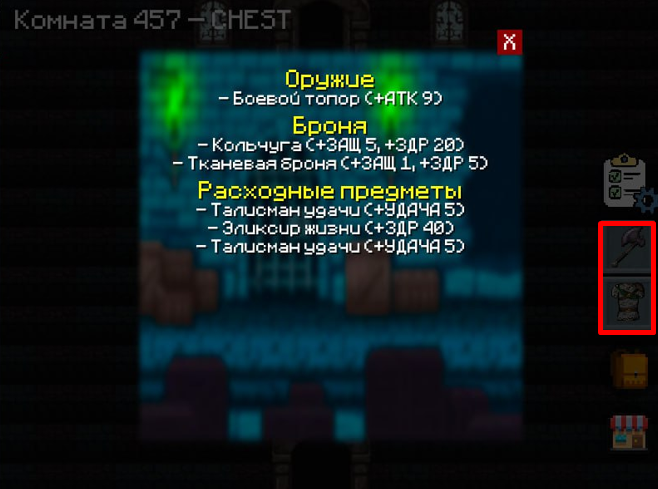 Комната 457 – CHEST
X
Оружие
– Боевой топор (+АТК 9)
Броня
– Кольчуга (+ЗАЩ 5, +ЗДР 20)
– Тканевая броня (+ЗАЩ 1, +ЗДР 5)
Расходные предметы
– Талисман удачи (+УДАЧА 5)
– Эликсир жизни (+ЗДР 40)
– Талисман удачи (+УДАЧА 5)